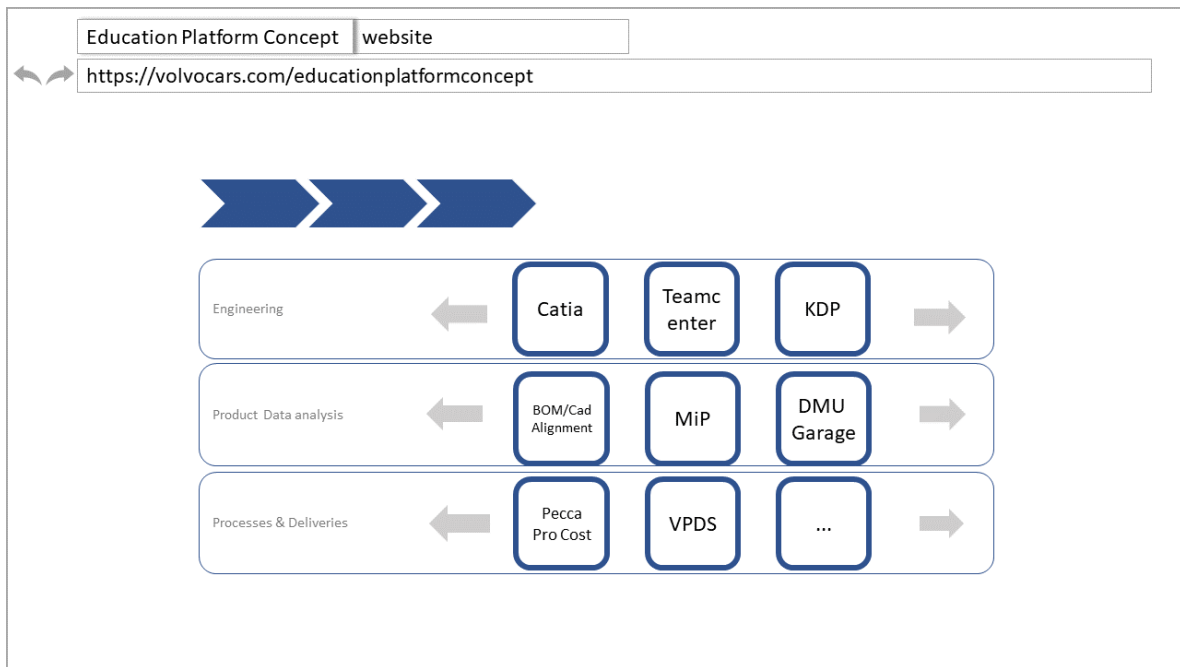 Education Platform Concept website
https://volvocars.com/educationplatformconcept
Engineering
Catia
Teamc
enter
KDP
Product Data analysis
BOM/Cad
Alignment
MiP
DMU
Garage
Processes & Deliveries
Pecca
Pro Cost
VPDS
...